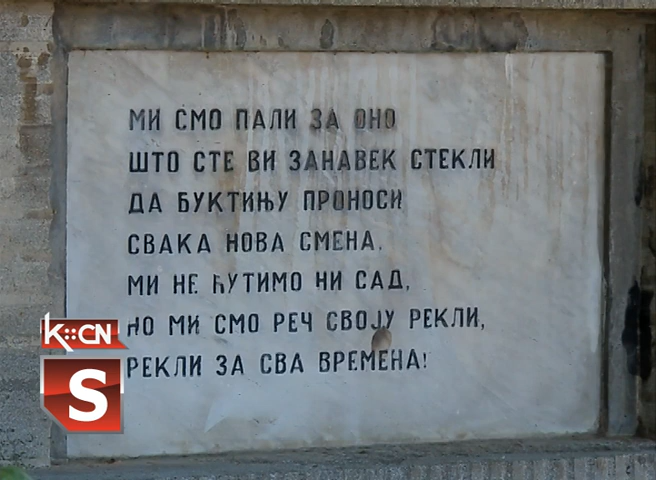 МИ СМО ПАЛИ ЗА ОНО
ШТО СТЕ ВИ ЗАНАВЕК СТЕКЛИ
ДА БУКТИЊУ ПРОНОСИ
СВАКА НОВА СМЕНА.
МИ НЕ ЋУТИМО НИ САД,
НО МИ СМО РЕЧ СВОЈУ РЕКЛИ,
РЕКЛИ ЗА СВА ВРЕМЕНА!
K::CN
S